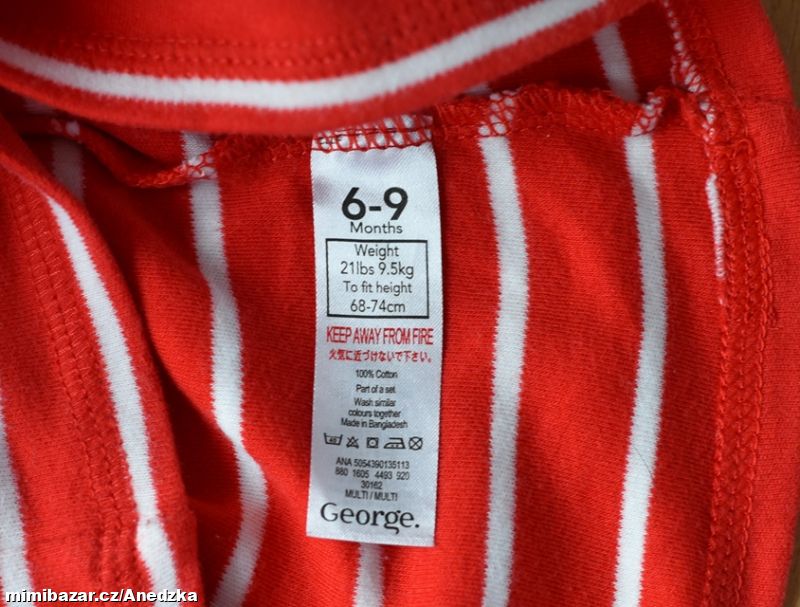 6-9
Months
Weight
21lbs 9.5kg
To fit height
68-74cm
KEEP AWAY FROM FIRE
火気に近づけないで下さい。
100% Cotton
Part of a set
Wash similar
colours together
Made in Bangladesh
40
ANA 5054390135113
880 1605 4493 920
30162
MULTI / MULTI
George.
mimibazar.cz/Anedzka